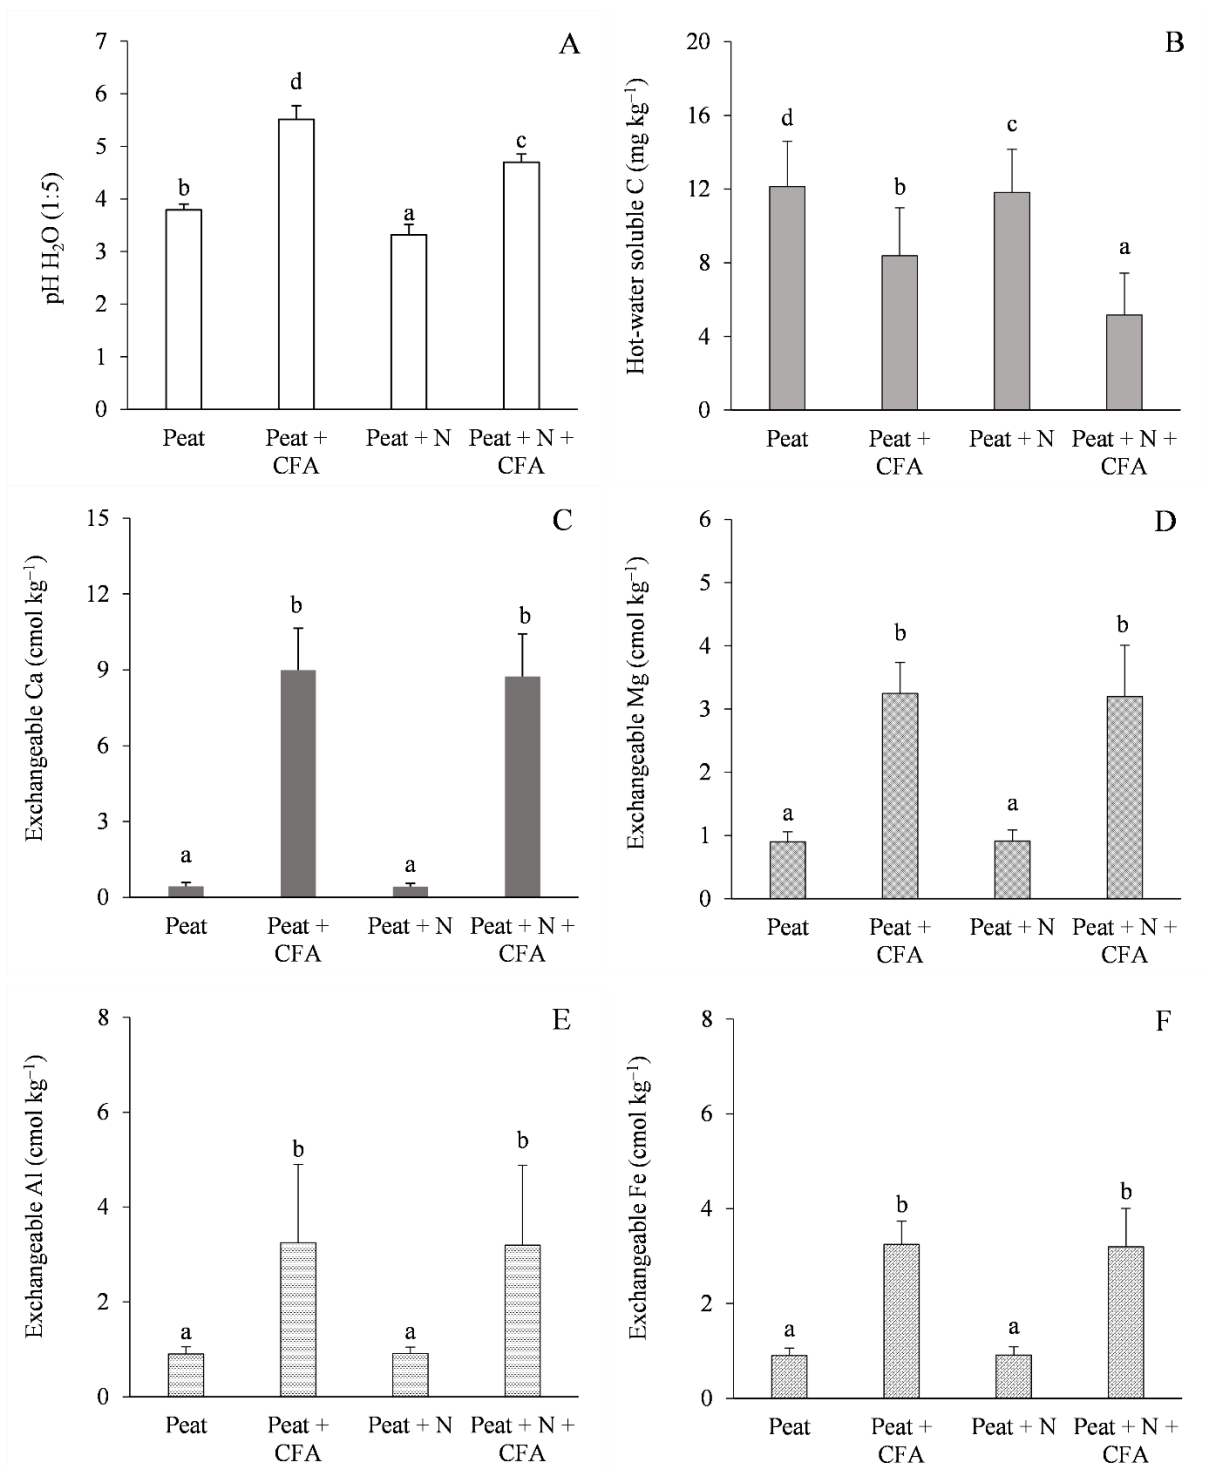 A
pH H₂O (1:5)
7
6
5
4
3
2
1
0
b
d
a
c
Peat
Peat +
CFA
Peat + N
Peat + N +
CFA
B
Hot-water soluble C (mg kg⁻¹)
20
16
12
8
4
0
d
b
c
a
Peat
Peat +
CFA
Peat + N
Peat + N +
CFA
C
Exchangeable Ca (cmol kg⁻¹)
15
12
9
6
3
0
a
b
a
b
Peat
Peat +
CFA
Peat + N
Peat + N +
CFA
D
Exchangeable Mg (cmol kg⁻¹)
6
5
4
3
2
1
0
a
b
a
b
Peat
Peat +
CFA
Peat + N
Peat + N +
CFA
E
Exchangeable Al (cmol kg⁻¹)
8
6
4
2
0
a
b
a
b
Peat
Peat +
CFA
Peat + N
Peat + N +
CFA
F
Exchangeable Fe (cmol kg⁻¹)
8
6
4
2
0
a
b
a
b
Peat
Peat +
CFA
Peat + N
Peat + N +
CFA